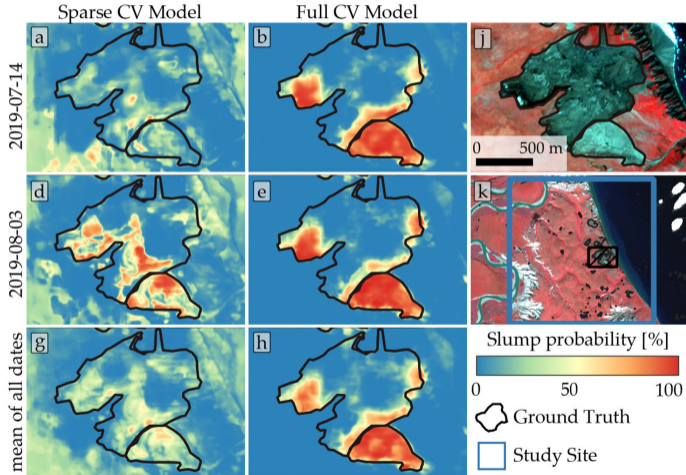 Sparse CV Model Full CV Model
a b j
2019-07-14
0 500 m
d e k
2019-08-03
g h
mean of all dates
Slump probability [%]
0 50 100
Ground Truth
Study Site